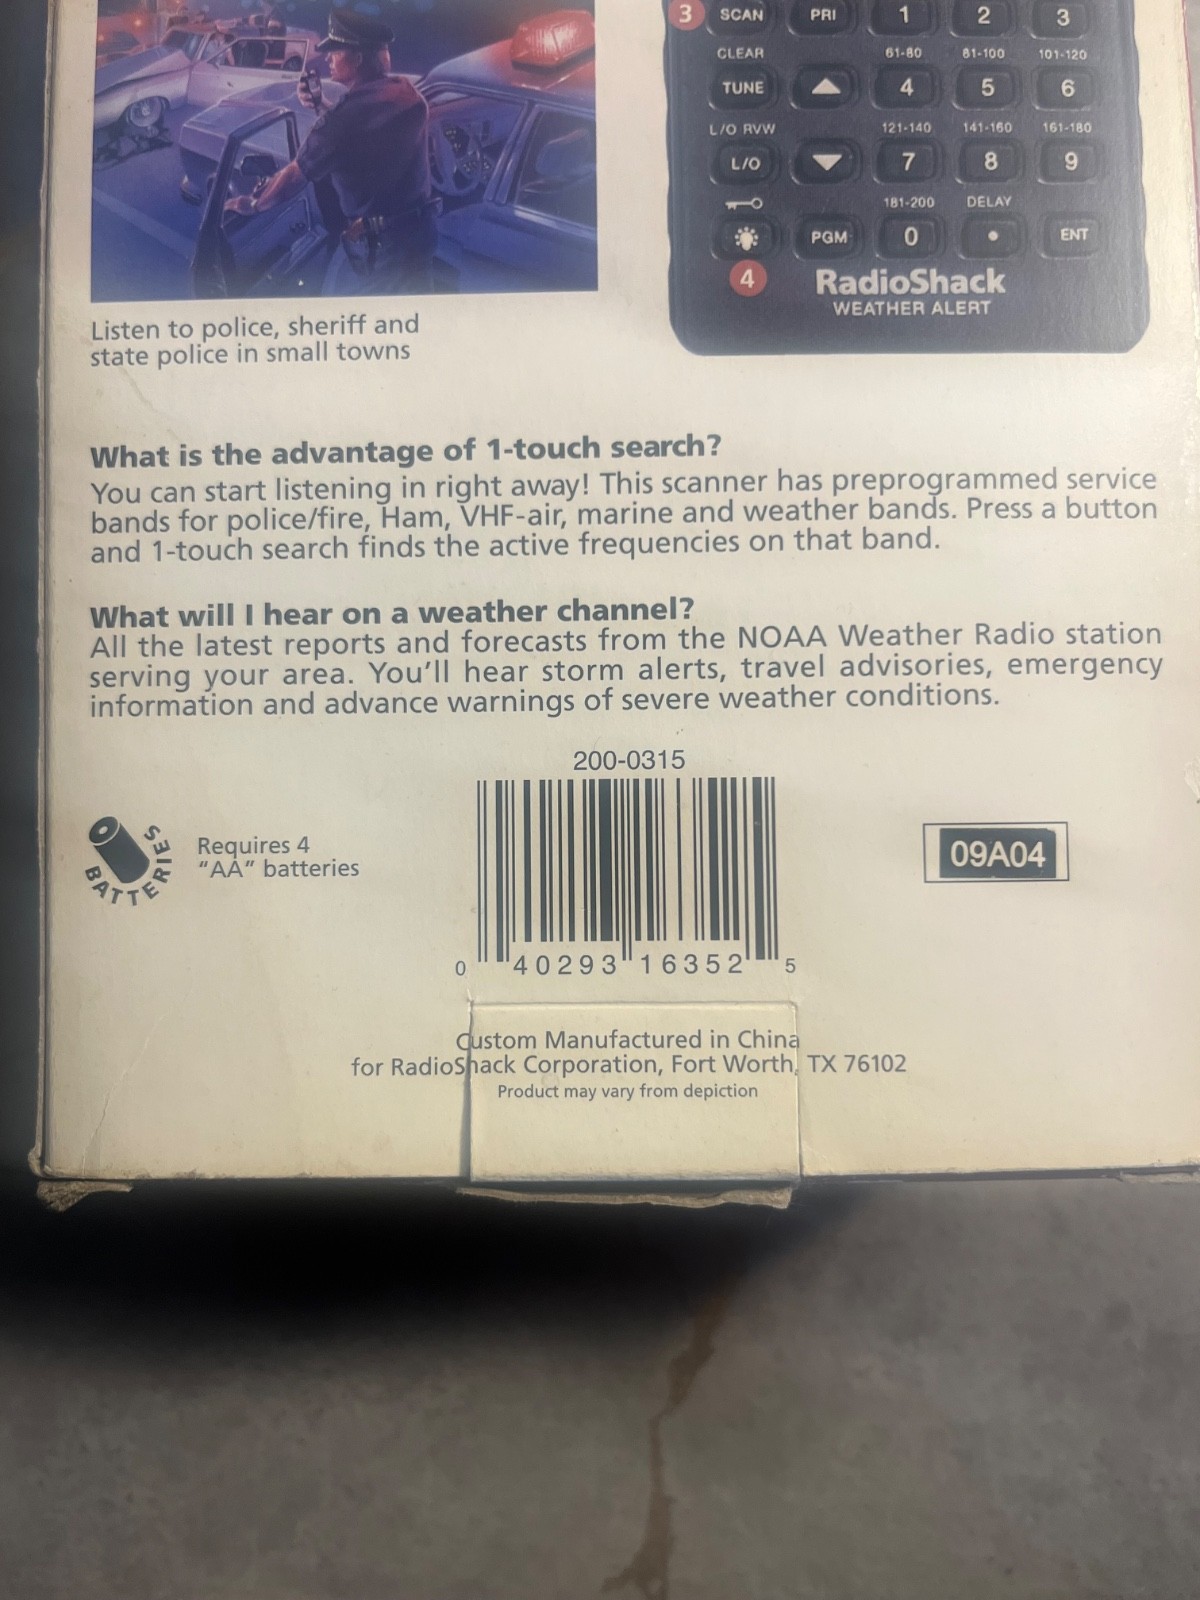 3 SCAN PRI 1 2 3
CLEAR 61-80 81-100 101-120
TUNE 4 5 6
L/O RVW 121-140 141-160 161-180
L/O 7 8 9
181-200 DELAY
PGM 0 • ENT
4 RadioShack
WEATHER ALERT
Listen to police, sheriff and
state police in small towns
What is the advantage of 1-touch search?
You can start listening in right away! This scanner has preprogrammed service
bands for police/fire, Ham, VHF-air, marine and weather bands. Press a button
and 1-touch search finds the active frequencies on that band.
What will I hear on a weather channel?
All the latest reports and forecasts from the NOAA Weather Radio station
serving your area. You'll hear storm alerts, travel advisories, emergency
information and advance warnings of severe weather conditions.
200-0315
BATTERIES
Requires 4
"AA" batteries
09A04
0 40293 16352 5
Custom Manufactured in China
for RadioShack Corporation, Fort Worth, TX 76102
Product may vary from depiction